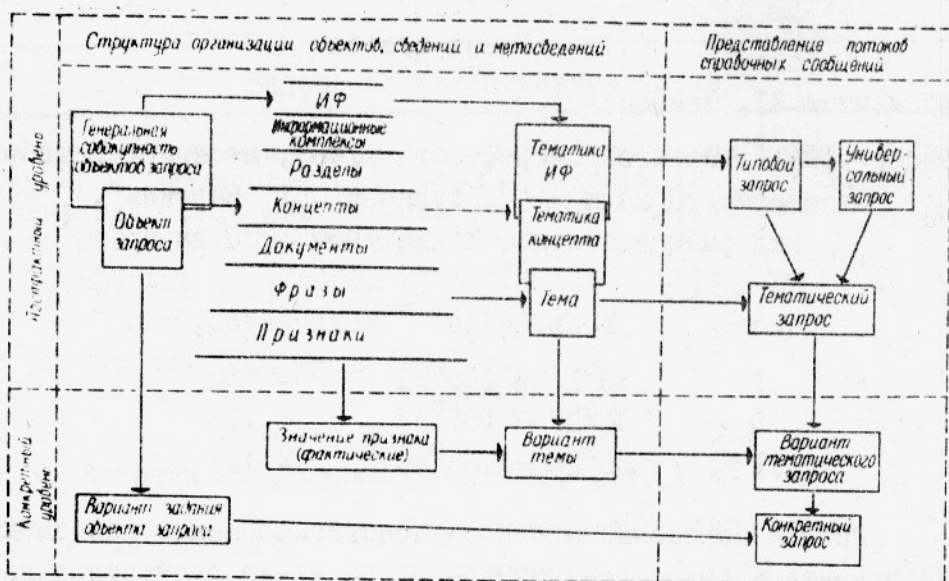 Структура организации объектов, сведений и метасведений
Представление потоков
справочных сообщений
Абстрактный уровень
ИФ
Генеральная
совокупность
объектов запроса
Информационные
комплексы
Разделы
Концепты
Документы
Фразы
Признаки
Объект
запроса
Тематика
ИФ
Тематика
концепта
Тема
Типовой
запрос
Универ-
сальный
запрос
Тематический
запрос
Конкретный
уровень
Значение признака
(фактические)
Вариант
темы
Вариант
тематического
запроса
Вариант задания
объекта запроса
Конкретный
запрос